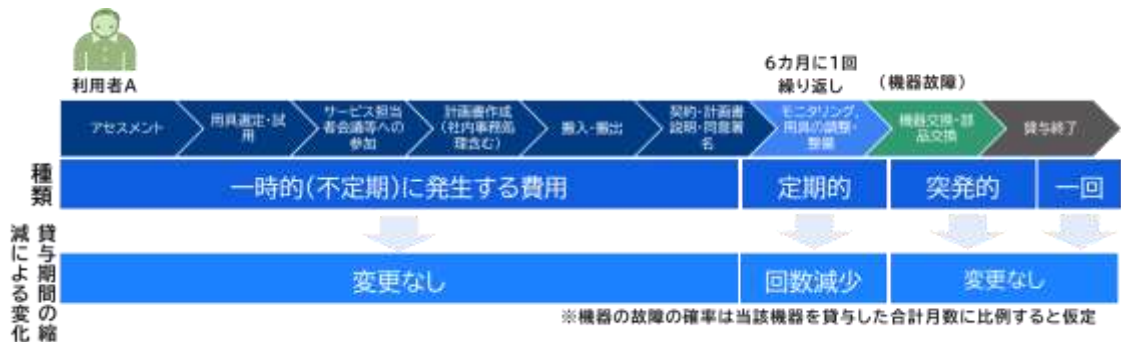 利用者A
6カ月に1回
繰り返し
(機器故障)
アセスメント
用具選定・試
用
サービス担当
者会議等への
参加
計画書作成
(社内事務処
理含む)
搬入・搬出
契約・計画書
説明・同意署
名
モニタリング、
用具の調整・
整備
機器交換・部
品交換
貸与終了
種類
一時的(不定期)に発生する費用
定期的
突発的
一回
貸与期間の縮
減による変化
変更なし
回数減少
変更なし
※機器の故障の確率は当該機器を貸与した合計月数に比例すると仮定